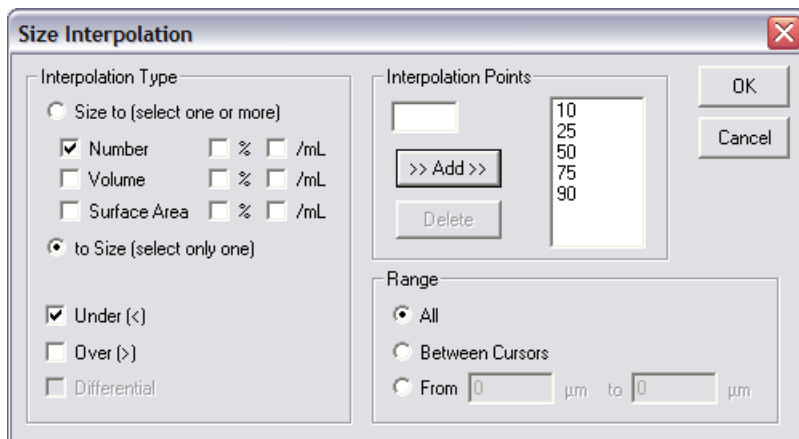 Size Interpolation
Interpolation Type
Size to (select one or more)
Number % /mL
Volume % /mL
Surface Area % /mL
to Size (select only one)
Under (<)
Over (>)
Differential
Interpolation Points
>> Add >>
Delete
10
25
50
75
90
OK
Cancel
Range
All
Between Cursors
From 0 µm to 0 µm